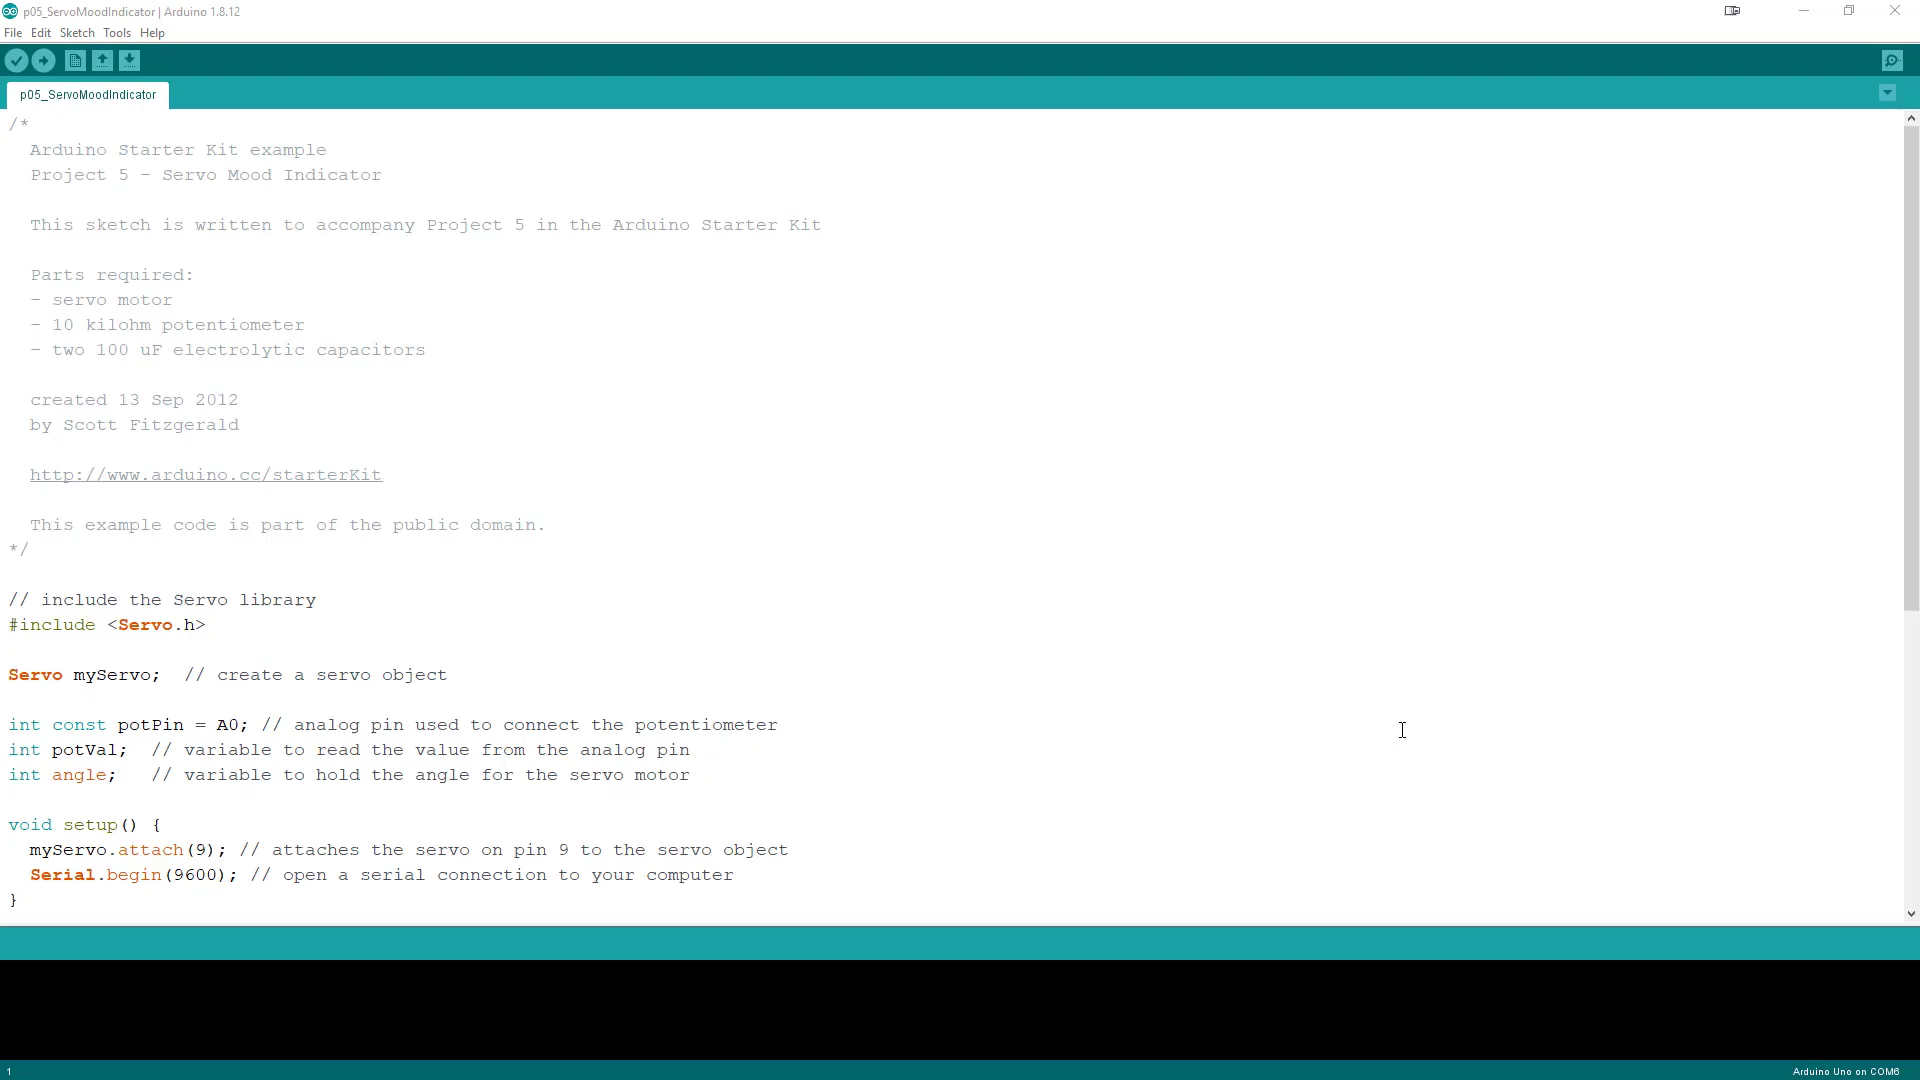 p05_ServoMoodIndicator | Arduino 1.8.12
File Edit Sketch Tools Help
p05_ServoMoodIndicator
/*
Arduino Starter Kit example
Project 5 - Servo Mood Indicator
This sketch is written to accompany Project 5 in the Arduino Starter Kit
Parts required:
- servo motor
- 10 kilohm potentiometer
- two 100 uF electrolytic capacitors
created 13 Sep 2012
by Scott Fitzgerald
http://www.arduino.cc/starterKit
This example code is part of the public domain.
*/
// include the Servo library
#include <Servo.h>
Servo myServo;  // create a servo object
int const potPin = A0; // analog pin used to connect the potentiometer
int potVal;  // variable to read the value from the analog pin
int angle;   // variable to hold the angle for the servo motor
void setup() {
myServo.attach(9); // attaches the servo on pin 9 to the servo object
Serial.begin(9600); // open a serial connection to your computer
}
1
Arduino Uno on COM6